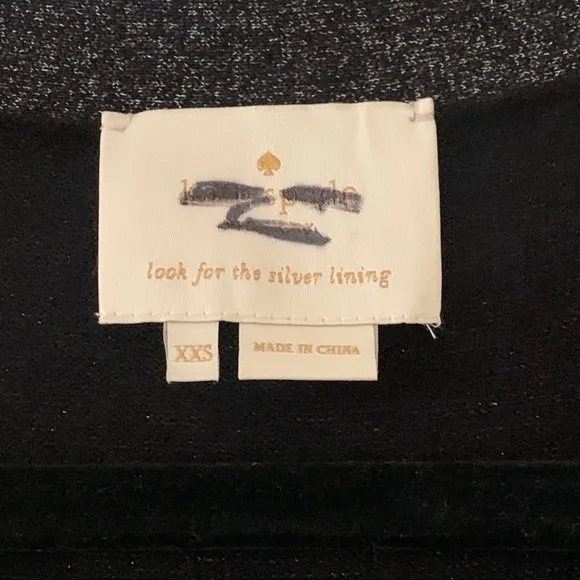 look for the silver lining
XXS
MADE IN CHINA